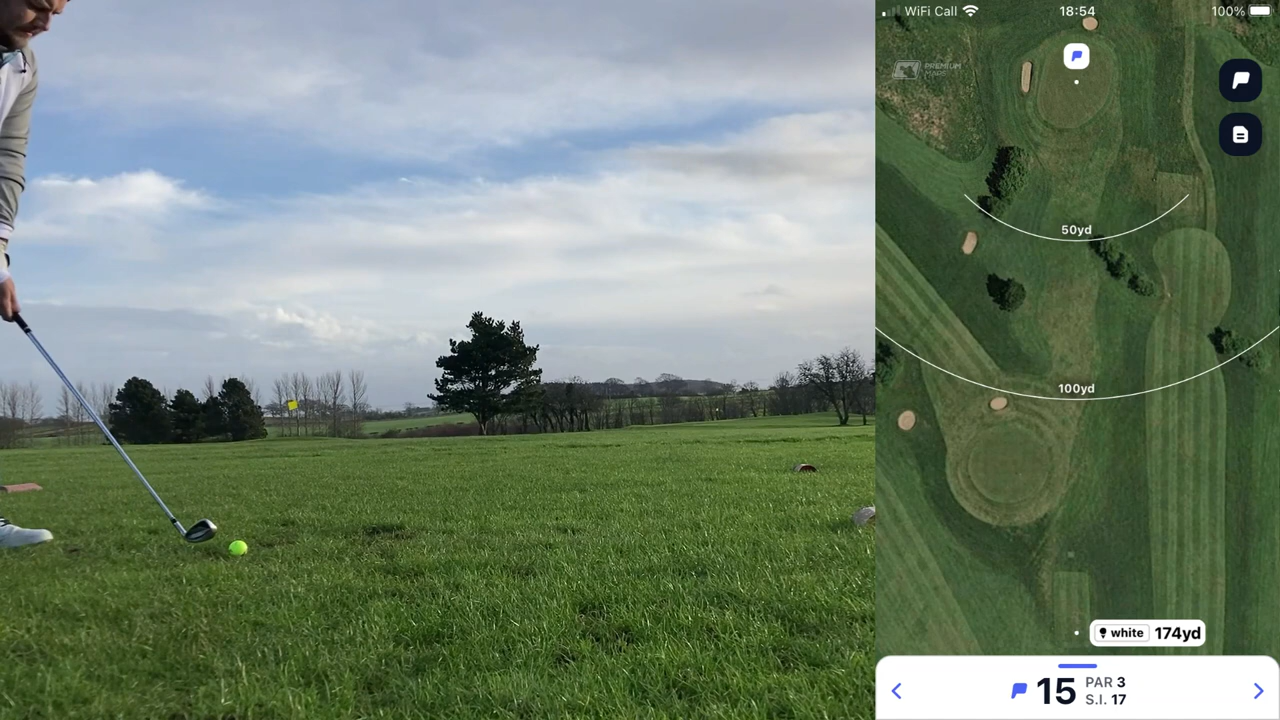 WiFi Call
18:54
100%
PREMIUM
MAPS
50yd
100yd
white 174yd
15
PAR 3
S.I. 17